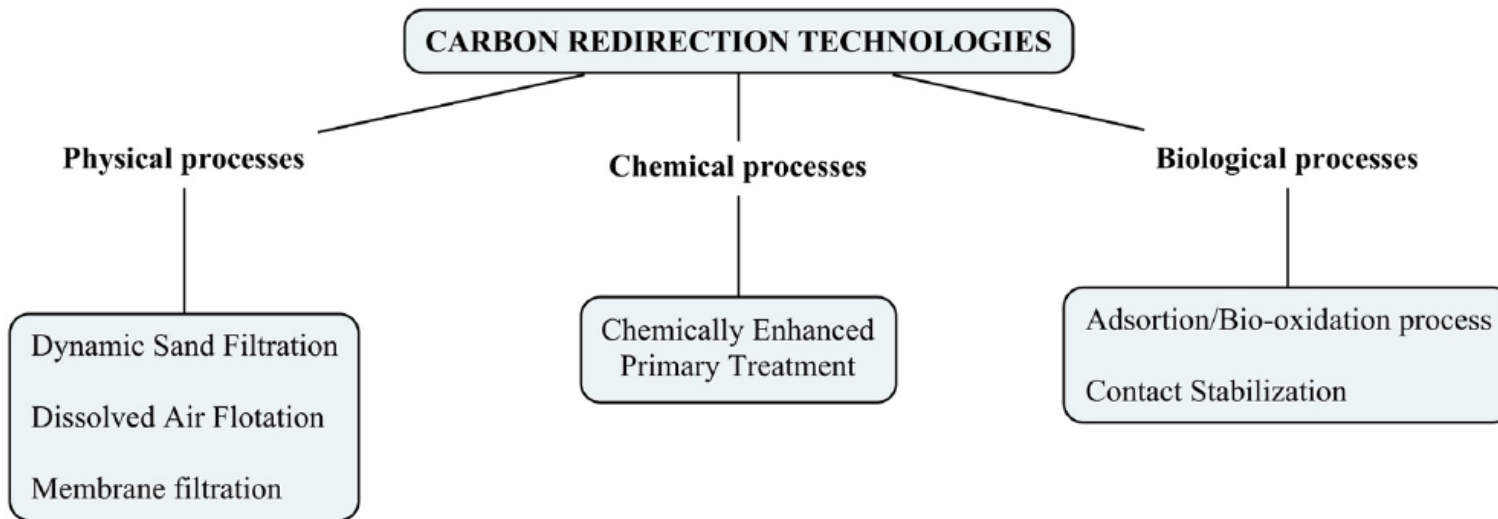 CARBON REDIRECTION TECHNOLOGIES
Physical processes
Chemical processes
Biological processes
Dynamic Sand Filtration
Dissolved Air Flotation
Membrane filtration
Chemically Enhanced
Primary Treatment
Adsortion/Bio-oxidation process
Contact Stabilization